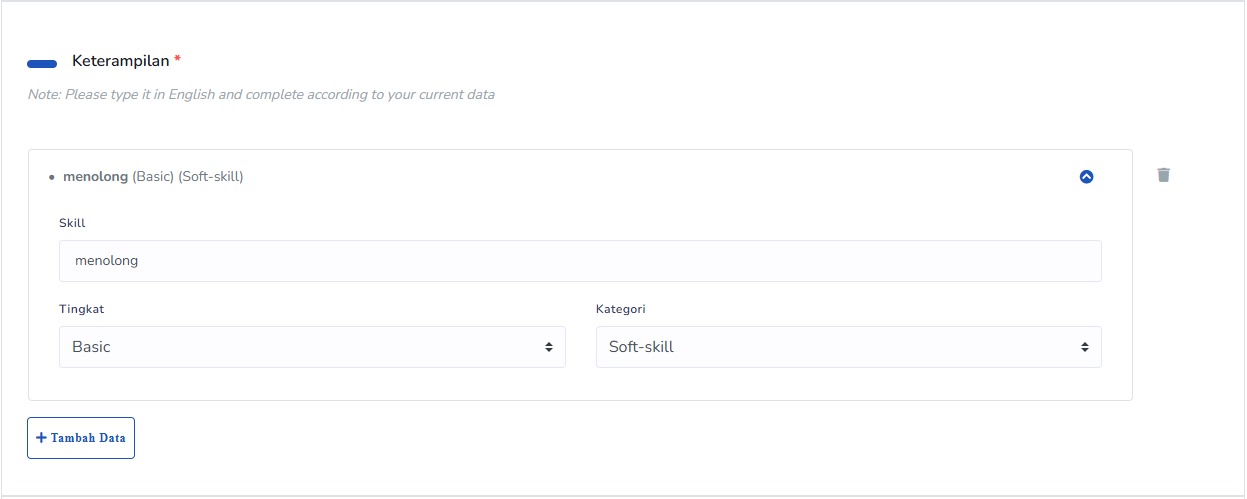 Keterampilan *
Note: Please type it in English and complete according to your current data
• menolong (Basic) (Soft-skill)
Skill
menolong
Tingkat
Kategori
Basic
Soft-skill
+ Tambah Data